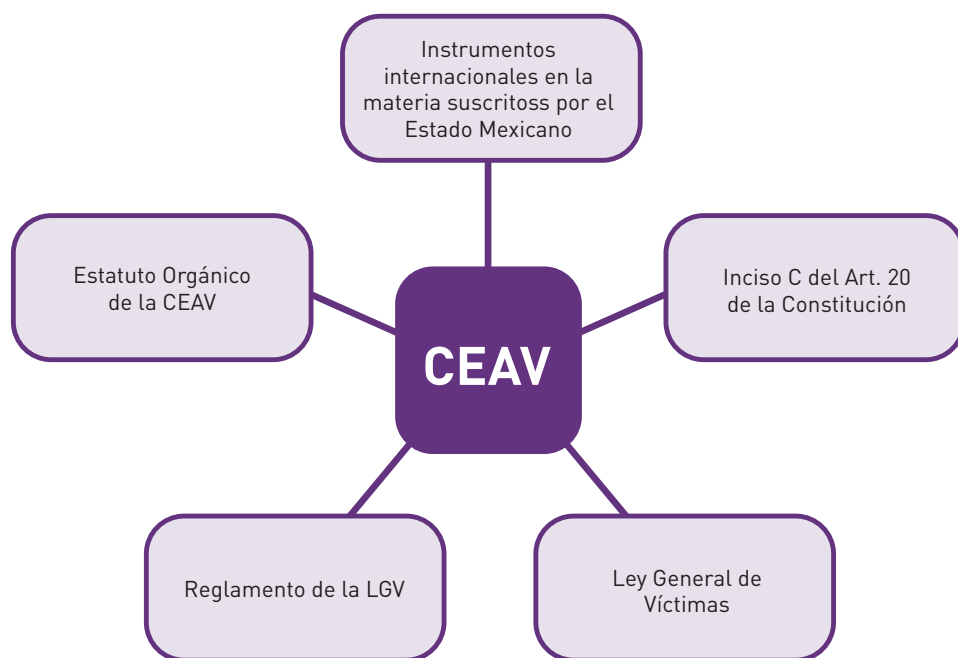 Instrumentos
internacionales en la
materia suscritoss por el
Estado Mexicano
Estatuto Orgánico
de la CEAV
Inciso C del Art. 20
de la Constitución
CEAV
Reglamento de la LGV
Ley General de
Víctimas